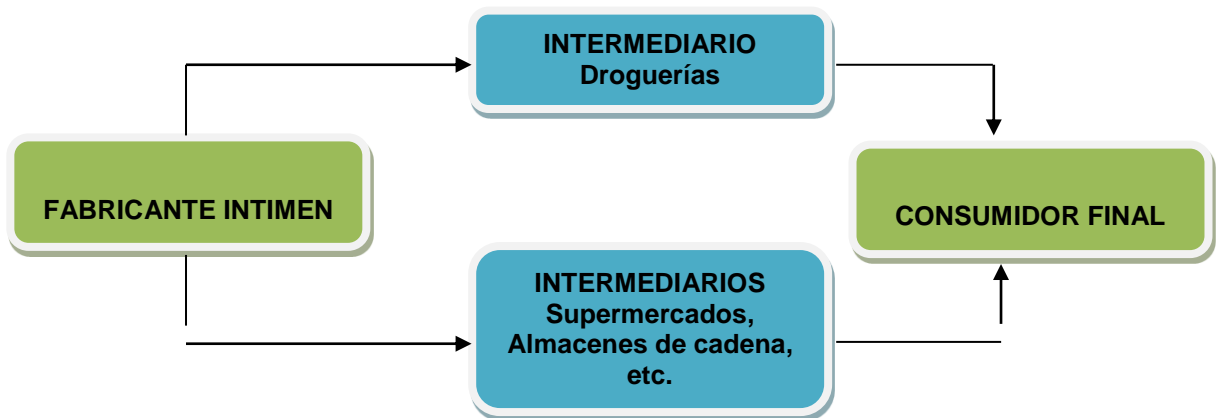 INTERMEDIARIO
Droguerías
FABRICANTE INTIMEN
CONSUMIDOR FINAL
INTERMEDIARIOS
Supermercados,
Almacenes de cadena,
etc.